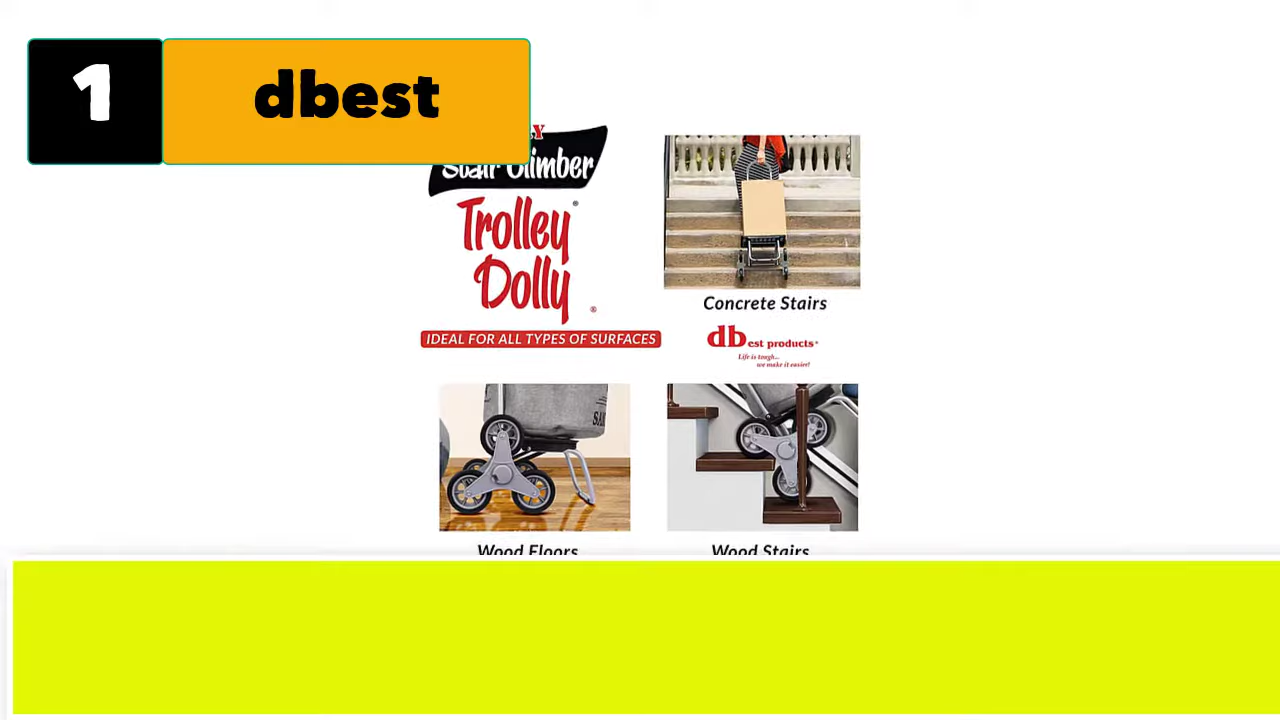 1 dbest
Stair Climber
Trolley
Dolly
IDEAL FOR ALL TYPES OF SURFACES
Concrete Stairs
dbest products
Life is tough...
we make it easier!
Wood Floors
Wood Stairs